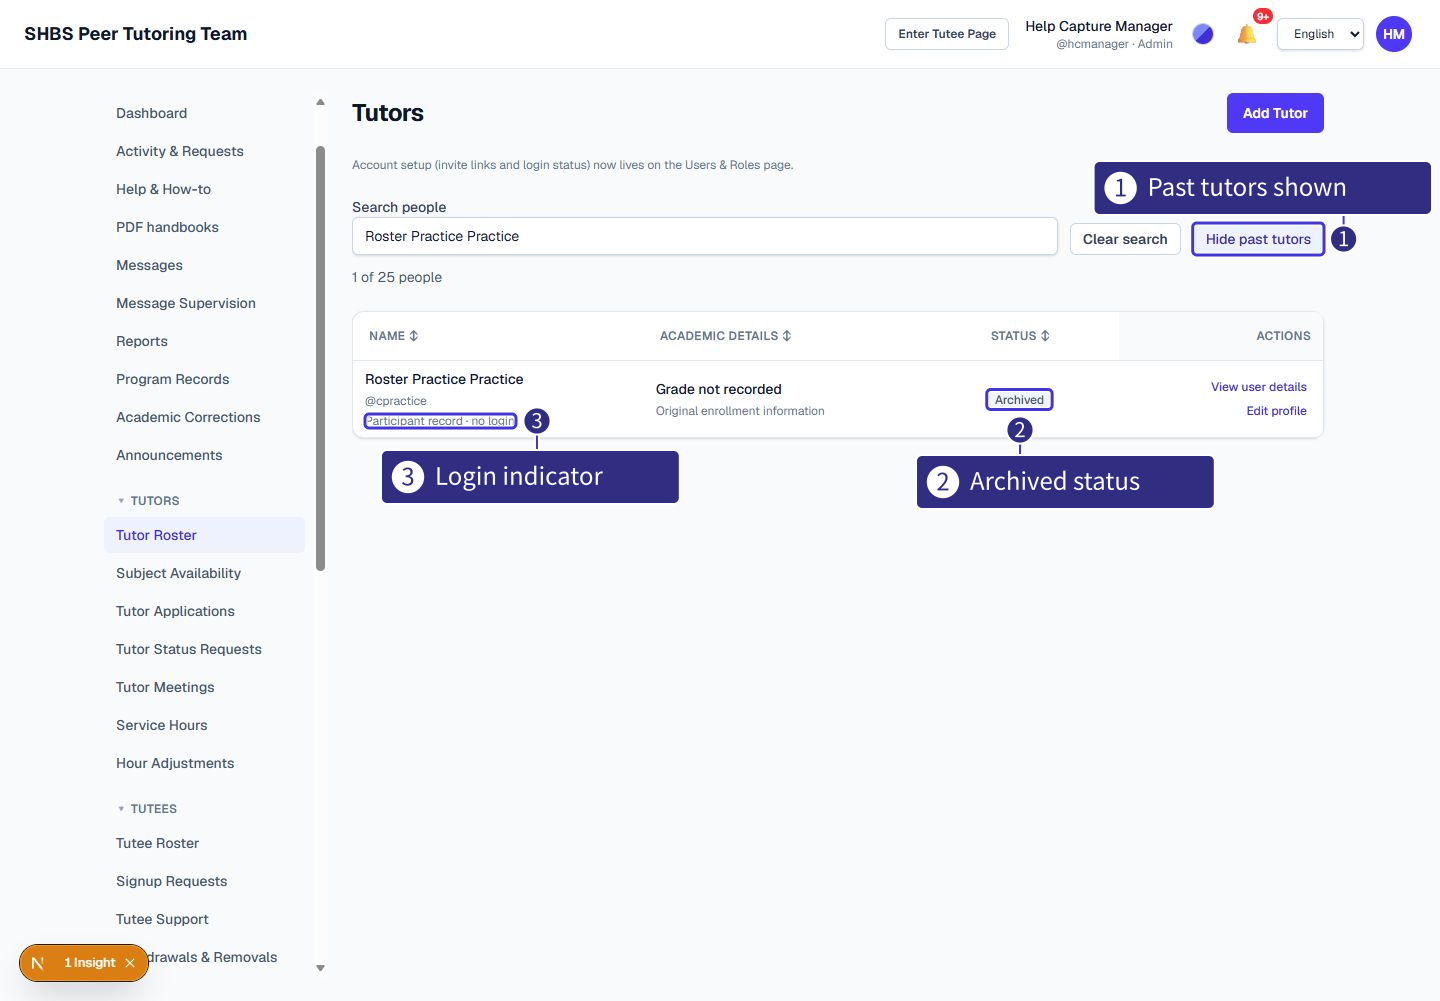 SHBS Peer Tutoring Team
Enter Tutee Page
Help Capture Manager
@hcmanager · Admin
9+
English
HM
Dashboard
Activity & Requests
Help & How-to
PDF handbooks
Messages
Message Supervision
Reports
Program Records
Academic Corrections
Announcements
TUTORS
Tutor Roster
Subject Availability
Tutor Applications
Tutor Status Requests
Tutor Meetings
Service Hours
Hour Adjustments
TUTEES
Tutee Roster
Signup Requests
Tutee Support
drawals & Removals
1 Insight
Tutors
Add Tutor
Account setup (invite links and login status) now lives on the Users & Roles page.
1 Past tutors shown
Search people
Roster Practice Practice
Clear search
Hide past tutors
1
1 of 25 people
NAME
ACADEMIC DETAILS
STATUS
ACTIONS
Roster Practice Practice
@cpractice
Participant record · no login
3
Grade not recorded
Original enrollment information
Archived
2
View user details
Edit profile
3 Login indicator
2 Archived status